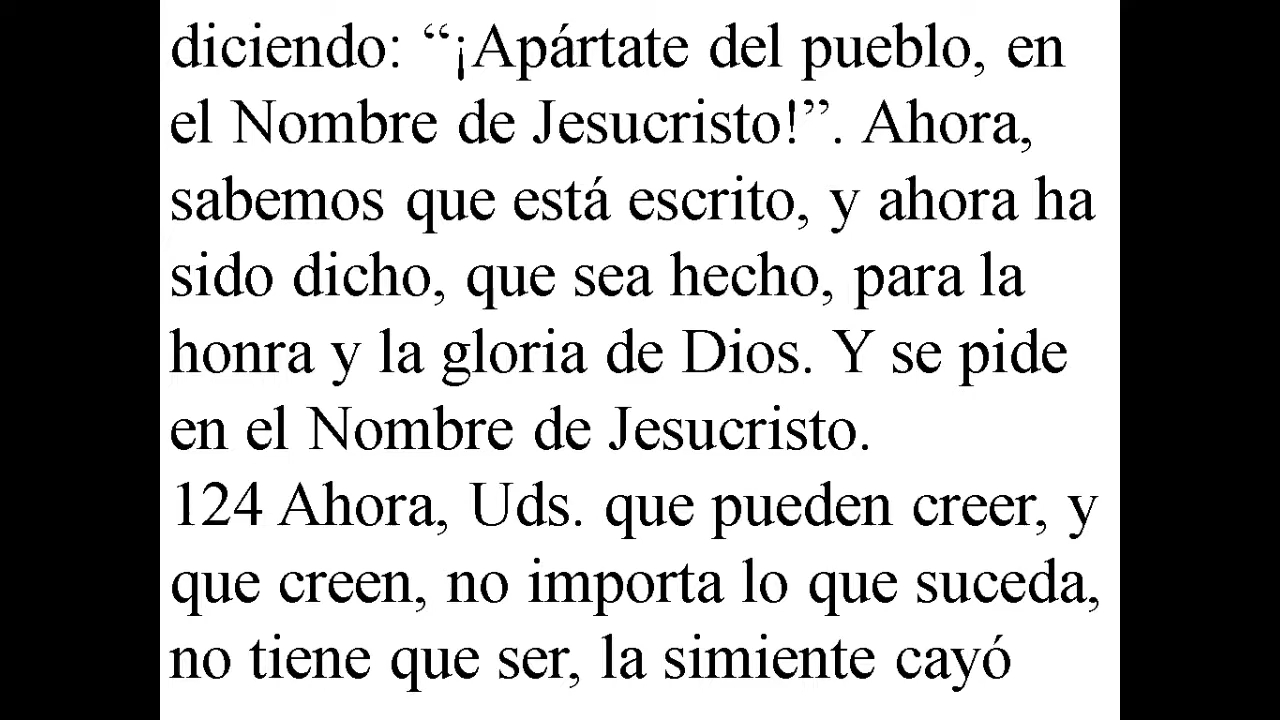 diciendo: “¡Apártate del pueblo, en
el Nombre de Jesucristo!”. Ahora,
sabemos que está escrito, y ahora ha
sido dicho, que sea hecho, para la
honra y la gloria de Dios. Y se pide
en el Nombre de Jesucristo.
124 Ahora, Uds. que pueden creer, y
que creen, no importa lo que suceda,
no tiene que ser, la simiente cayó